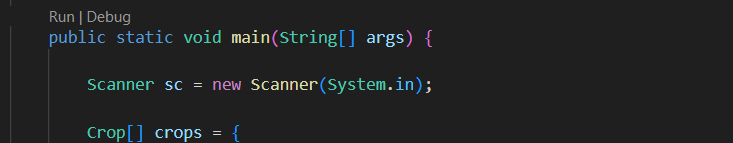 Run | Debug
public static void main(String[] args) {
Scanner sc = new Scanner(System.in);
Crop[] crops = {